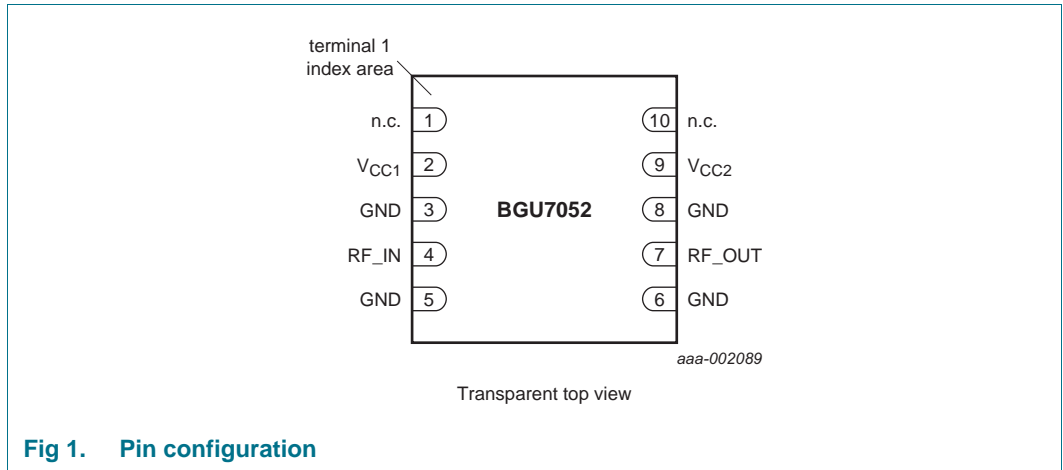 terminal 1
index area
n.c. 1 10 n.c.
VCC1 2 9 VCC2
GND 3 BGU7052 8 GND
RF_IN 4 7 RF_OUT
GND 5 6 GND
aaa-002089
Transparent top view
Fig 1. Pin configuration